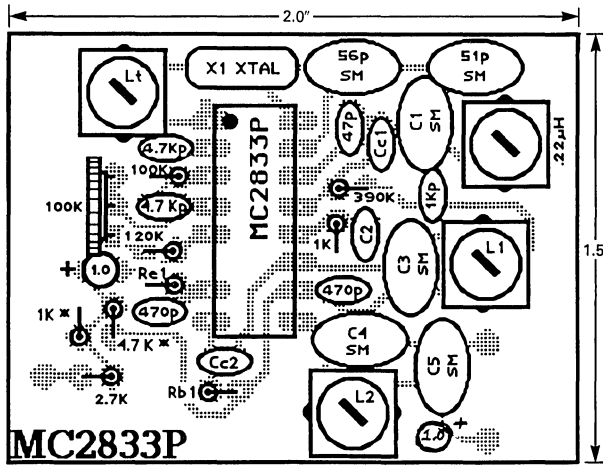 2.0"
1.5"
Lt
X1 XTAL
56p
SM
51p
SM
MC2833P
47p
Cc1
C1
SM
.22µH
4.7Kp
100K
4.7Kp
390K
1Kp
100K
120K
1K
C2
C3
SM
L1
+
1.0
Re1
470p
470p
1K *
4.7K *
Cc2
C4
SM
C5
SM
2.7K
Rb1
L2
1.0
+
MC2833P